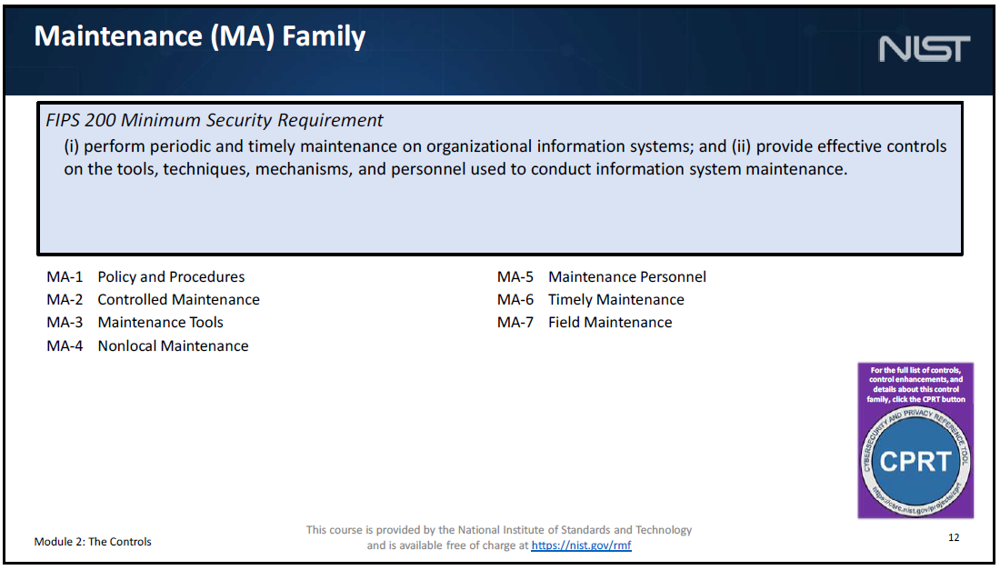 Maintenance (MA) Family
NIST
FIPS 200 Minimum Security Requirement
(i) perform periodic and timely maintenance on organizational information systems; and (ii) provide effective controls
on the tools, techniques, mechanisms, and personnel used to conduct information system maintenance.
MA-1 Policy and Procedures
MA-2 Controlled Maintenance
MA-3 Maintenance Tools
MA-4 Nonlocal Maintenance
MA-5 Maintenance Personnel
MA-6 Timely Maintenance
MA-7 Field Maintenance
For the full list of controls,
control enhancements, and
details about this control
family, click the CPRT button
CYBERSECURITY AND PRIVACY REFERENCE TOOL
CPRT
https://csrc.nist.gov/projects/cprt
Module 2: The Controls
This course is provided by the National Institute of Standards and Technology
and is available free of charge at https://nist.gov/rmf
12